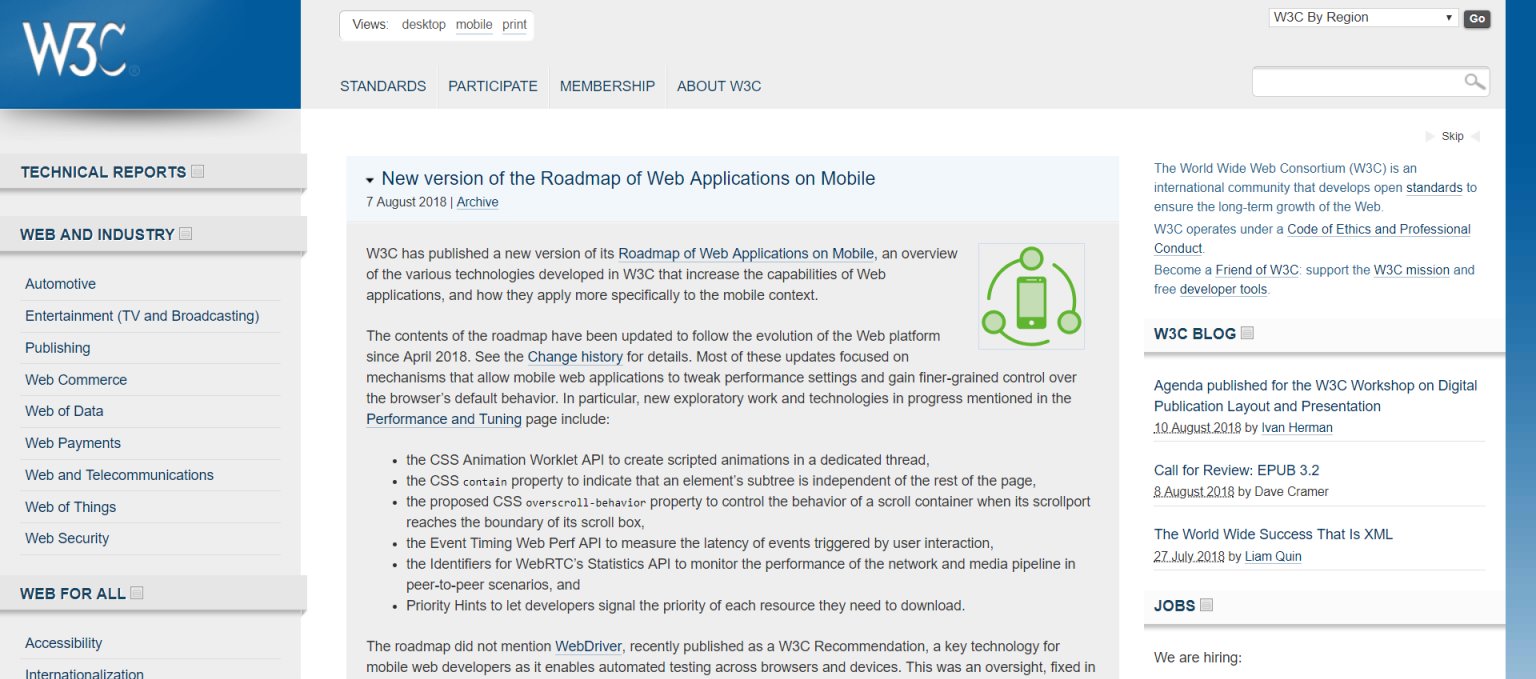 W3C®
Views: desktop mobile print
W3C By Region
Go
STANDARDS
PARTICIPATE
MEMBERSHIP
ABOUT W3C
Skip
TECHNICAL REPORTS
WEB AND INDUSTRY
Automotive
Entertainment (TV and Broadcasting)
Publishing
Web Commerce
Web of Data
Web Payments
Web and Telecommunications
Web of Things
Web Security
WEB FOR ALL
Accessibility
Internationalization
New version of the Roadmap of Web Applications on Mobile
7 August 2018 | Archive
W3C has published a new version of its Roadmap of Web Applications on Mobile, an overview
of the various technologies developed in W3C that increase the capabilities of Web
applications, and how they apply more specifically to the mobile context.
The contents of the roadmap have been updated to follow the evolution of the Web platform
since April 2018. See the Change history for details. Most of these updates focused on
mechanisms that allow mobile web applications to tweak performance settings and gain finer-grained control over
the browser’s default behavior. In particular, new exploratory work and technologies in progress mentioned in the
Performance and Tuning page include:
• the CSS Animation Worklet API to create scripted animations in a dedicated thread,
• the CSS contain property to indicate that an element’s subtree is independent of the rest of the page,
• the proposed CSS overscroll-behavior property to control the behavior of a scroll container when its scrollport
reaches the boundary of its scroll box,
• the Event Timing Web Perf API to measure the latency of events triggered by user interaction,
• the Identifiers for WebRTC’s Statistics API to monitor the performance of the network and media pipeline in
peer-to-peer scenarios, and
• Priority Hints to let developers signal the priority of each resource they need to download.
The roadmap did not mention WebDriver, recently published as a W3C Recommendation, a key technology for
mobile web developers as it enables automated testing across browsers and devices. This was an oversight, fixed in
The World Wide Web Consortium (W3C) is an
international community that develops open standards to
ensure the long-term growth of the Web.
W3C operates under a Code of Ethics and Professional
Conduct.
Become a Friend of W3C: support the W3C mission and
free developer tools.
W3C BLOG
Agenda published for the W3C Workshop on Digital
Publication Layout and Presentation
10 August 2018 by Ivan Herman
Call for Review: EPUB 3.2
8 August 2018 by Dave Cramer
The World Wide Success That Is XML
27 July 2018 by Liam Quin
JOBS
We are hiring: